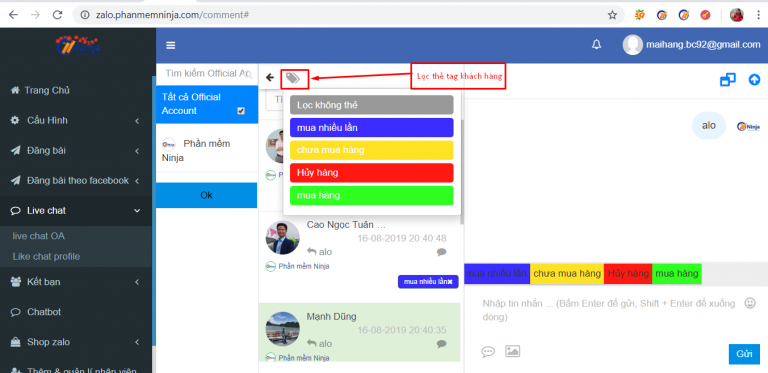 zalo.phanmemninja.com/comment#
Ninja
maihang.bc92@gmail.com
Trang Chủ
Cấu Hình
Đăng bài
Đăng bài theo facebook
Live chat
live chat OA
Like chat profile
Kết bạn
Chatbot
Shop zalo
Thêm & quản lí nhân viên
Tìm kiếm Official A
Tất cả Official
Account
Phần mềm
Ninja
Ok
Lọc thẻ tag khách hàng
Lọc không thẻ
mua nhiều lần
chưa mua hàng
Hủy hàng
mua hàng
Phần mềm Ninja
Cao Ngọc Tuân ...
16-08-2019 20:40:48
alo
Phần mềm Ninja
mua nhiều lần
Mạnh Dũng
16-08-2019 20:40:35
alo
Phần mềm Ninja
alo
Ninja
mua nhiều lần chưa mua hàng Hủy hàng mua hàng
Nhập tin nhắn ... (Bấm Enter để gửi, Shift + Enter để xuống
dòng)
Gửi